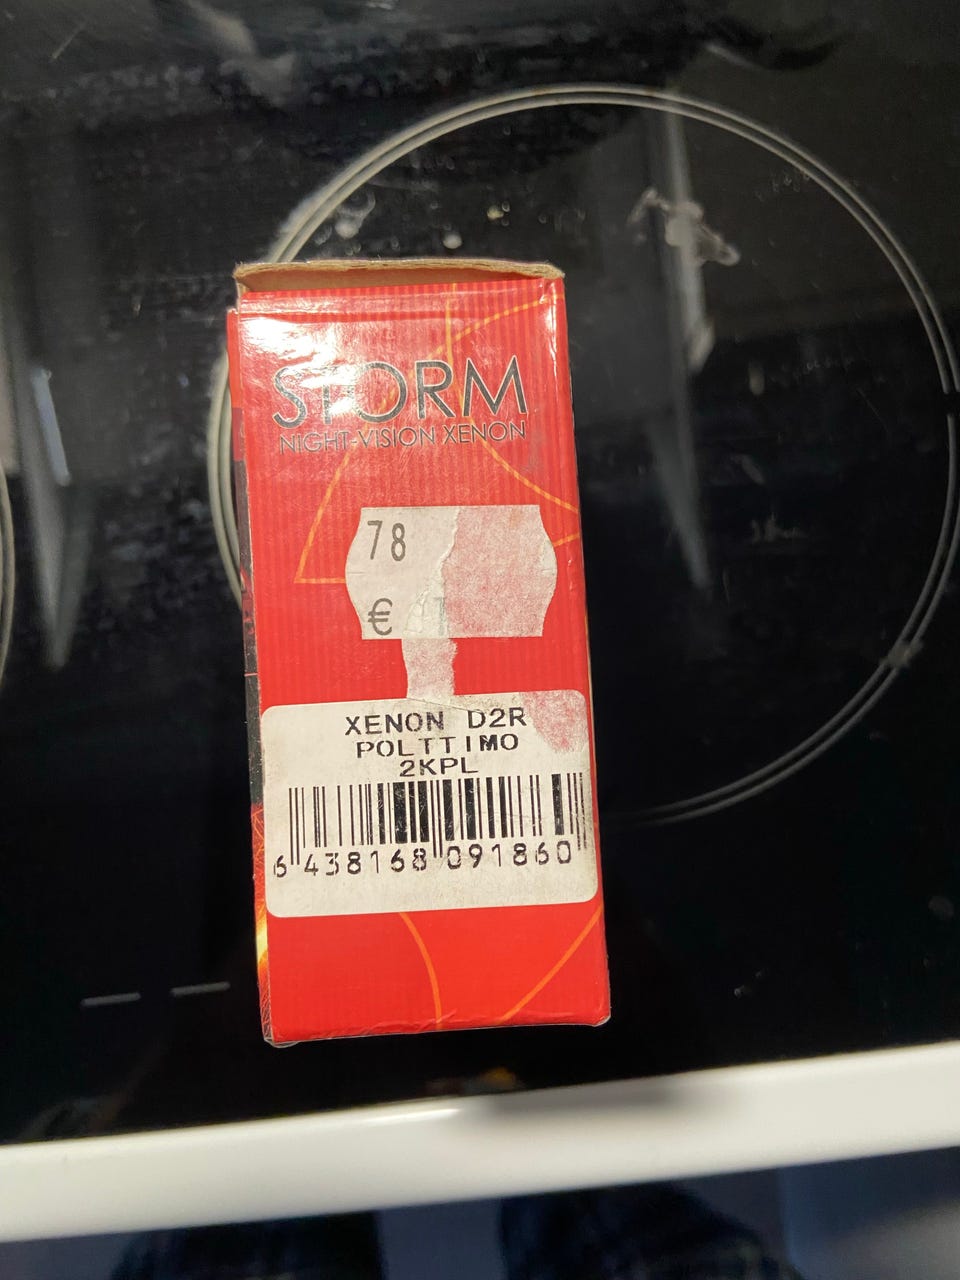 STORM
NIGHT-VISION XENON
78
€
XENON D2R
POLTTIMO
2KPL
6 438168 091860